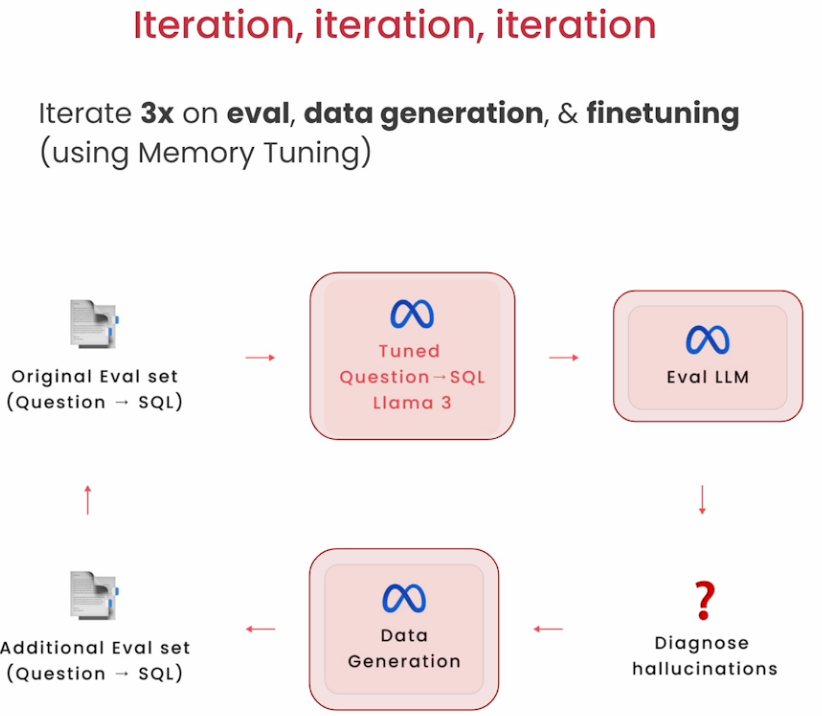 Iteration, iteration, iteration
Iterate 3x on eval, data generation, & finetuning
(using Memory Tuning)
Original Eval set
(Question → SQL)
Tuned
Question→SQL
Llama 3
Eval LLM
Additional Eval set
(Question → SQL)
Data
Generation
?
Diagnose
hallucinations